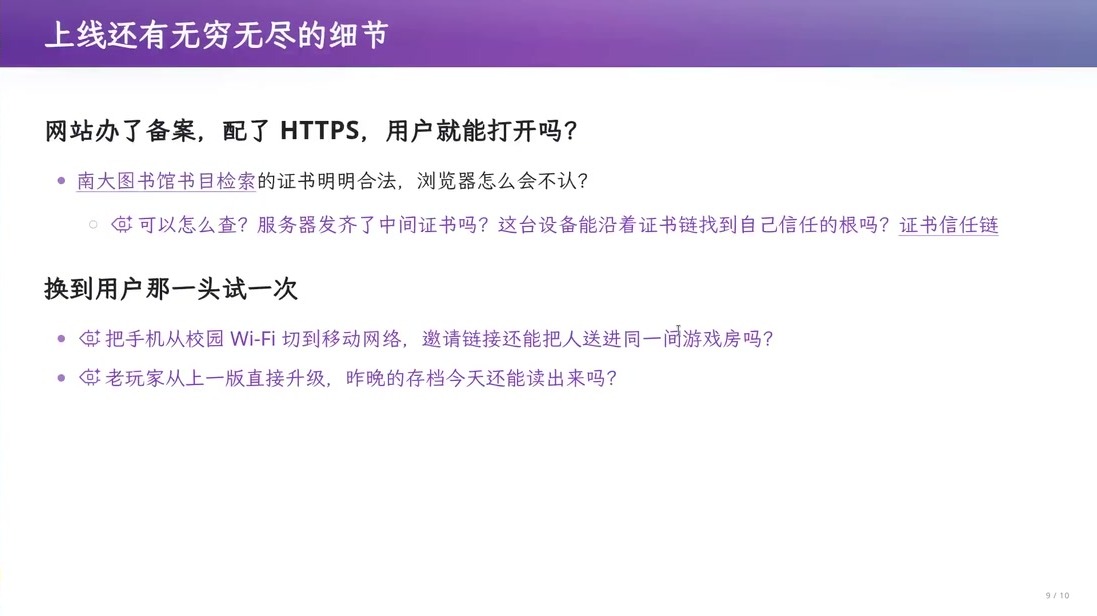 上线还有无穷无尽的细节
网站办了备案，配了 HTTPS，用户就能打开吗？
南大图书馆书目检索的证书明明合法，浏览器怎么会不认？
可以怎么查？服务器发齐了中间证书吗？这台设备能沿着证书链找到自己信任的根吗？证书信任链
换到用户那一头试一次
把手机从校园 Wi-Fi 切到移动网络，邀请链接还能把人送进同一间游戏房吗？
老玩家从上一版直接升级，昨晚的存档今天还能读出来吗？
9 / 10